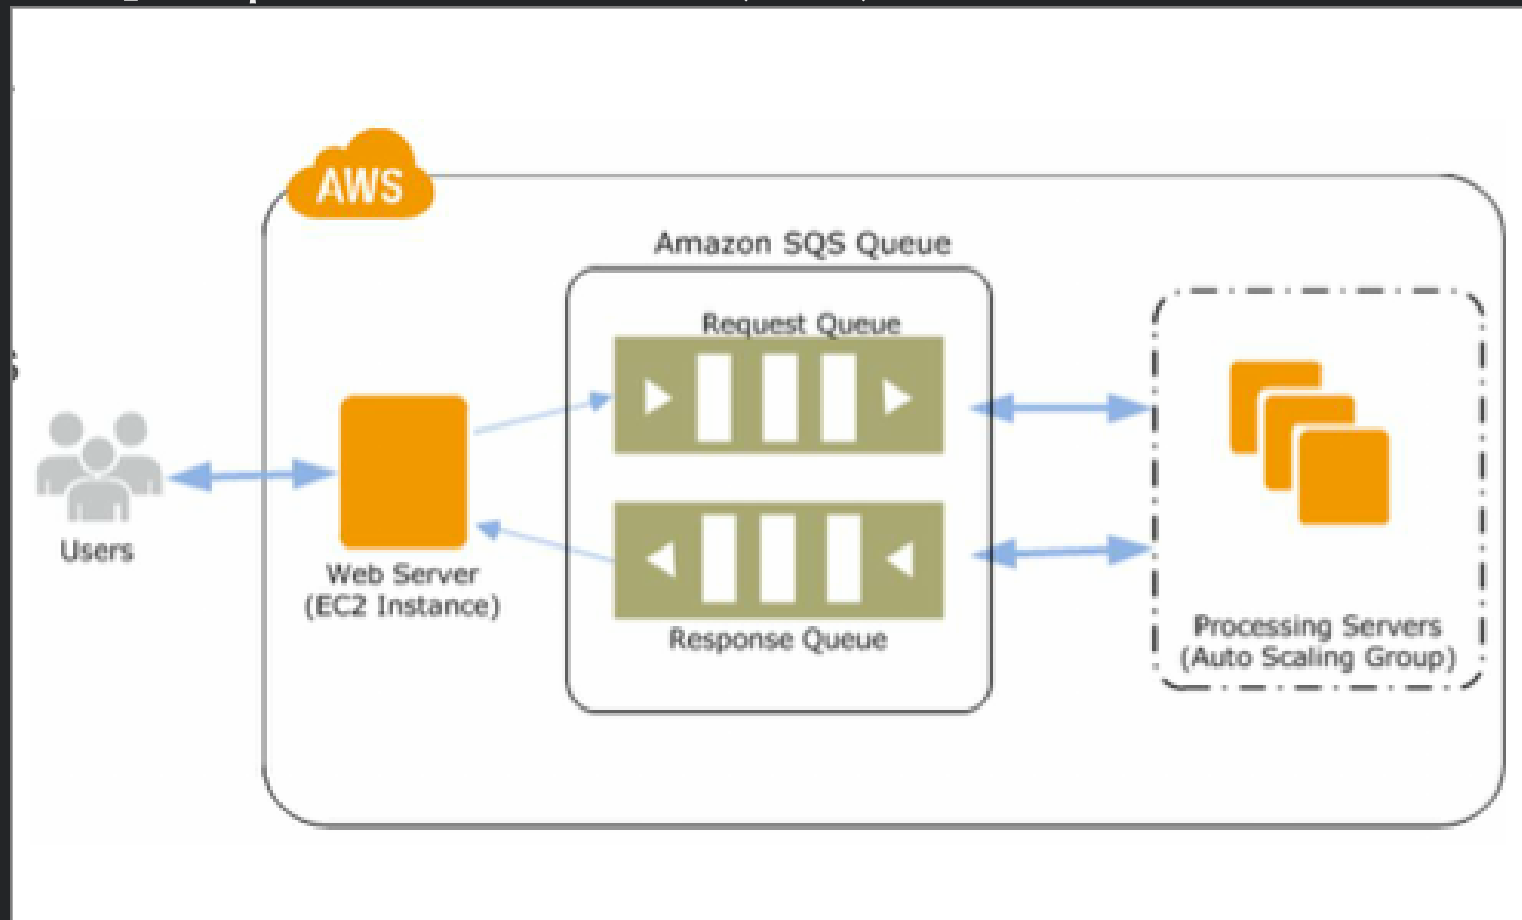 AWS
Amazon SQS Queue
Request Queue
Response Queue
Users
Web Server
(EC2 Instance)
Processing Servers
(Auto Scaling Group)